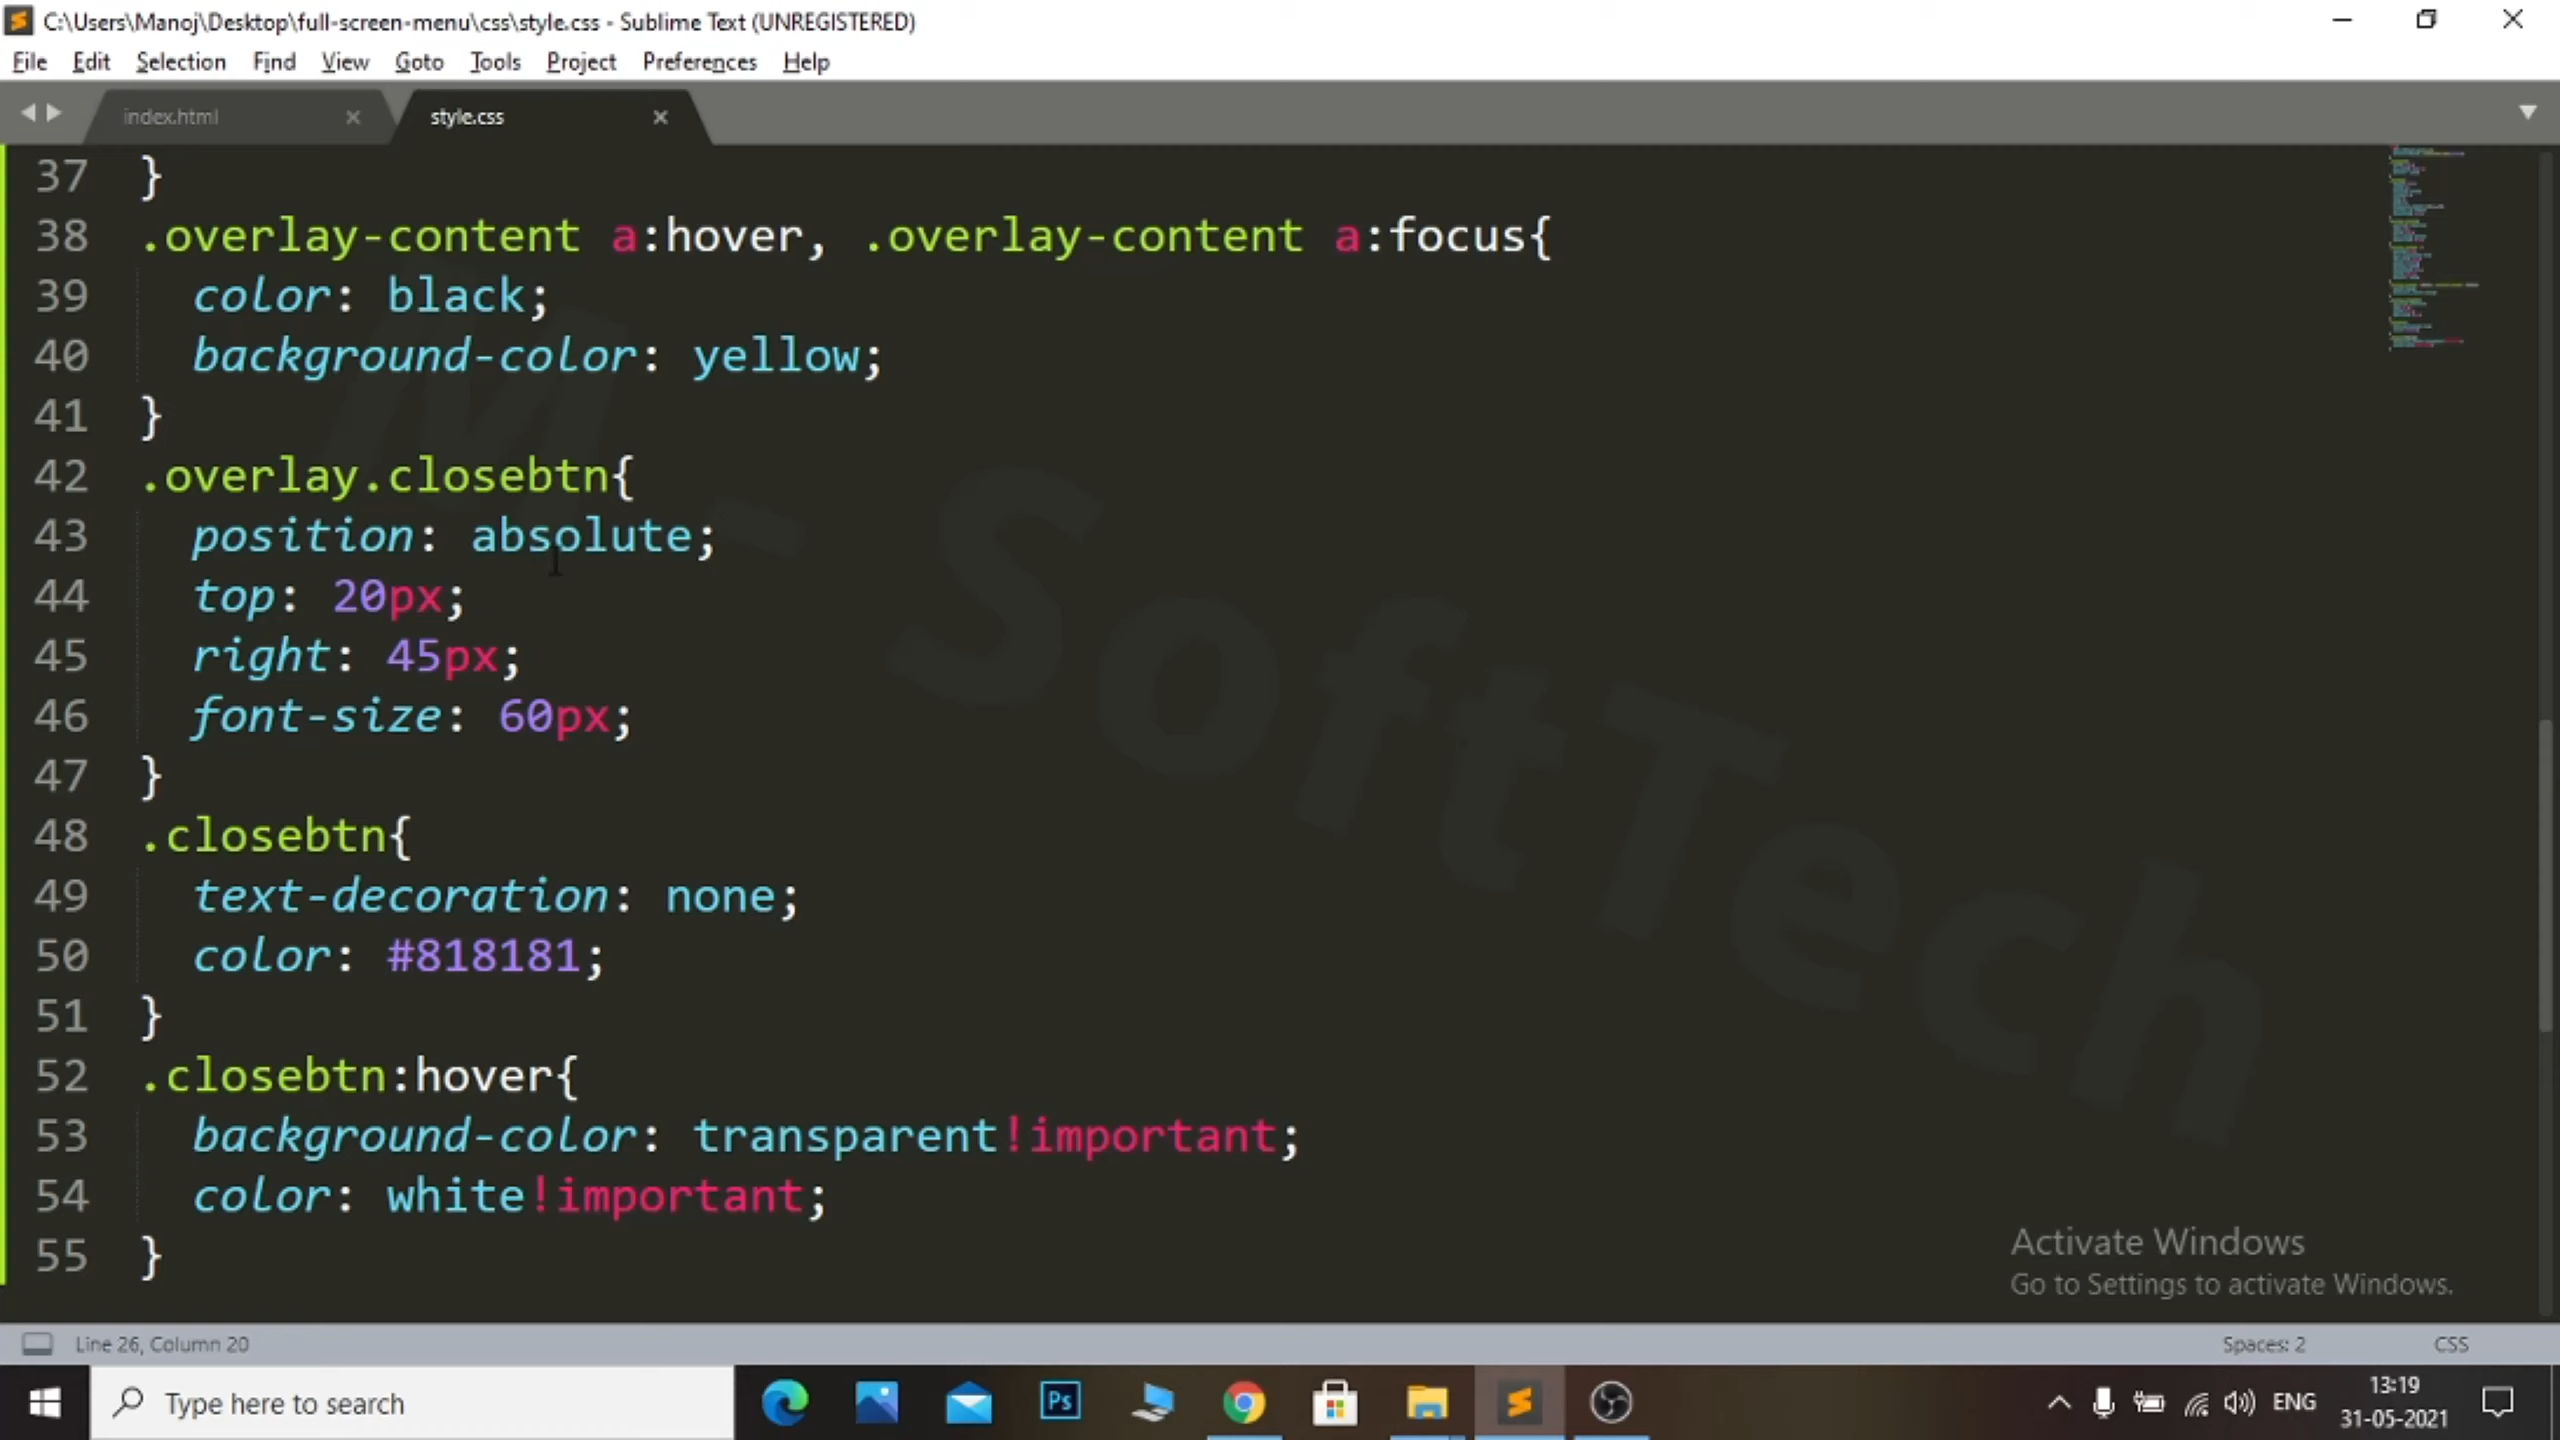 C:\Users\Manoj\Desktop\full-screen-menu\css\style.css - Sublime Text (UNREGISTERED)
File Edit Selection Find View Goto Tools Project Preferences Help
index.html style.css
37 }
38 .overlay-content a:hover, .overlay-content a:focus{
39 color: black;
40 background-color: yellow;
41 }
42 .overlay.closebtn{
43 position: absolute;
44 top: 20px;
45 right: 45px;
46 font-size: 60px;
47 }
48 .closebtn{
49 text-decoration: none;
50 color: #818181;
51 }
52 .closebtn:hover{
53 background-color: transparent!important;
54 color: white!important;
55 }
M - SoftTech
Activate Windows
Go to Settings to activate Windows.
Line 26, Column 20 Spaces: 2 CSS
Type here to search Ps ENG 13:19
31-05-2021